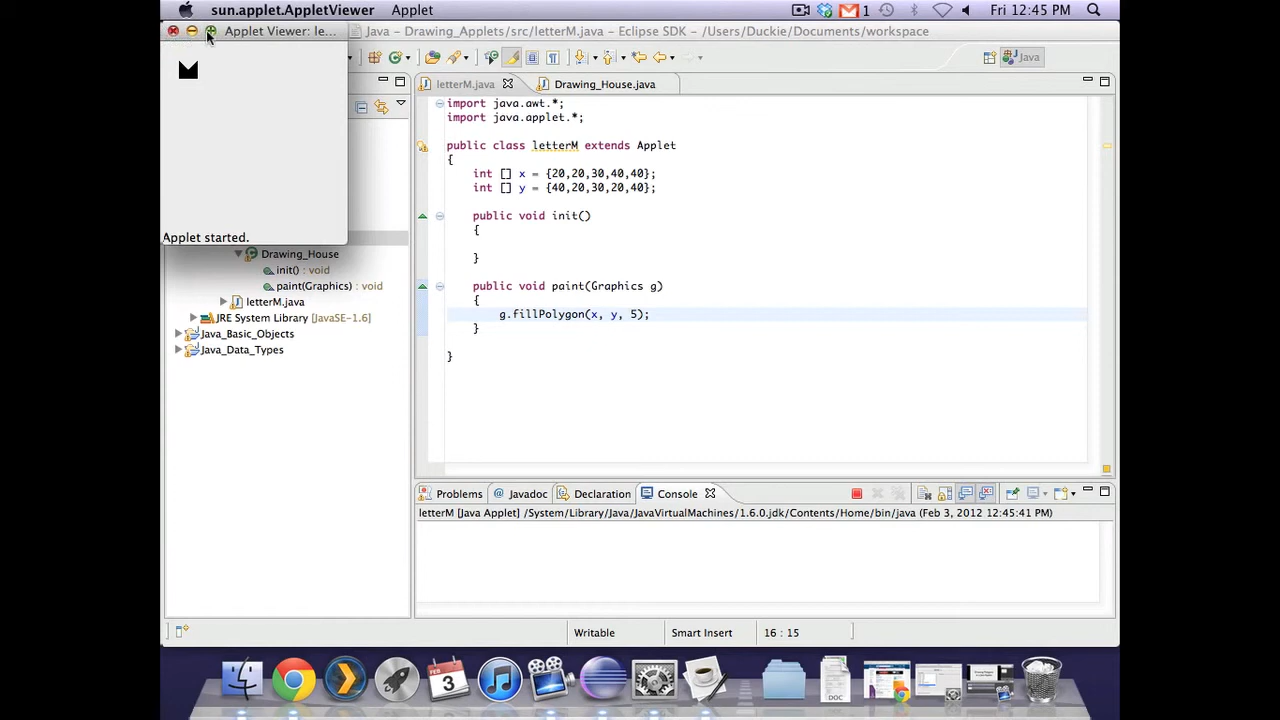 sun.applet.AppletViewer Applet
1
Fri 12:45 PM
Applet Viewer: le...
Java – Drawing_Applets/src/letterM.java – Eclipse SDK – /Users/Duckie/Documents/workspace
Java
letterM.java
Drawing_House.java
import java.awt.*;
import java.applet.*;
public class letterM extends Applet
{
int [] x = {20,20,30,40,40};
int [] y = {40,20,30,20,40};
public void init()
{
}
public void paint(Graphics g)
{
g.fillPolygon(x, y, 5);
}
}
Applet started.
Drawing_House
init() : void
paint(Graphics) : void
letterM.java
JRE System Library [JavaSE-1.6]
Java_Basic_Objects
Java_Data_Types
Problems
@ Javadoc
Declaration
Console
letterM [Java Applet] /System/Library/Java/JavaVirtualMachines/1.6.0.jdk/Contents/Home/bin/java (Feb 3, 2012 12:45:41 PM)
Writable
Smart Insert
16 : 15
FEB
3
DOC